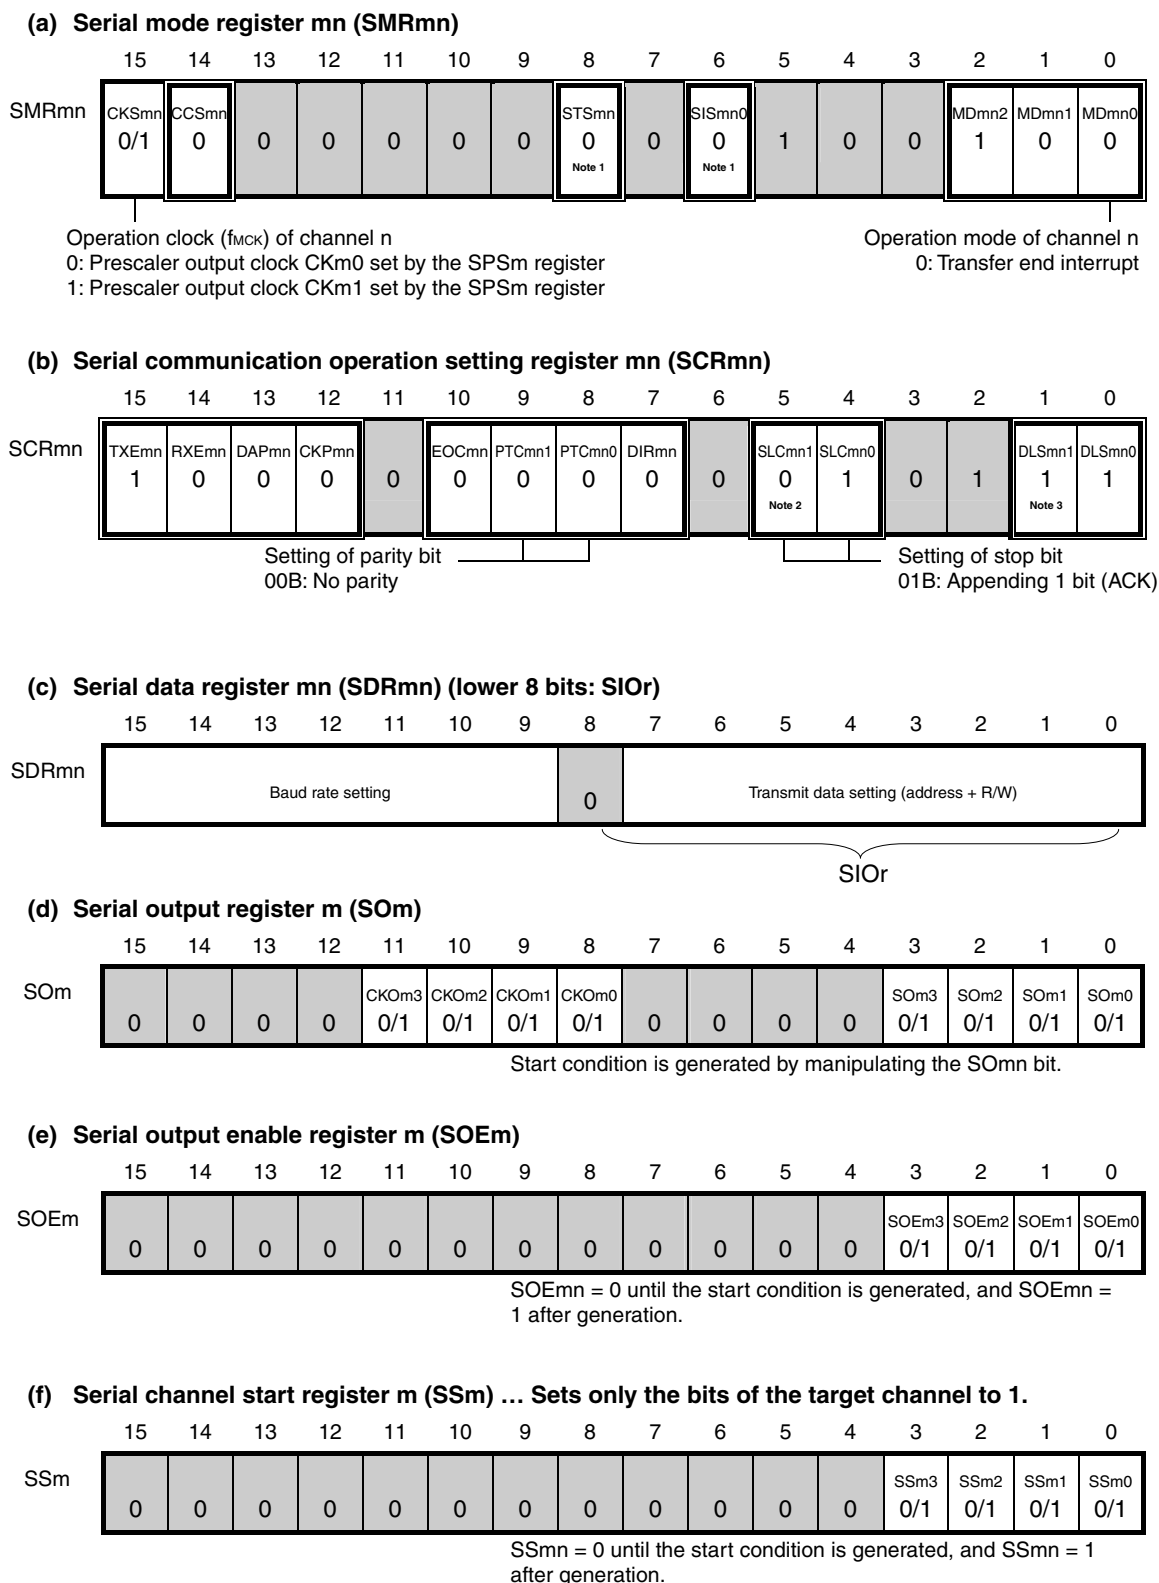 (a) Serial mode register mn (SMRmn)
15 14 13 12 11 10 9 8 7 6 5 4 3 2 1 0
SMRmn
CKSmn CCSmn STSmn SISmn0 MDmn2 MDmn1 MDmn0
0/1 0 0 0 0 0 0 0 0 0 1 0 0 1 0 0
Note 1 Note 1
Operation clock (fMCK) of channel n
0: Prescaler output clock CKm0 set by the SPSm register
1: Prescaler output clock CKm1 set by the SPSm register
Operation mode of channel n
0: Transfer end interrupt
(b) Serial communication operation setting register mn (SCRmn)
15 14 13 12 11 10 9 8 7 6 5 4 3 2 1 0
SCRmn
TXEmn RXEmn DAPmn CKPmn EOCmn PTCmn1 PTCmn0 DIRmn SLCmn1 SLCmn0 DLSmn1 DLSmn0
1 0 0 0 0 0 0 0 0 0 0 1 0 1 1 1
Note 2 Note 3
Setting of parity bit
00B: No parity
Setting of stop bit
01B: Appending 1 bit (ACK)
(c) Serial data register mn (SDRmn) (lower 8 bits: SIOr)
15 14 13 12 11 10 9 8 7 6 5 4 3 2 1 0
SDRmn
Baud rate setting 0 Transmit data setting (address + R/W)
SIOr
(d) Serial output register m (SOm)
15 14 13 12 11 10 9 8 7 6 5 4 3 2 1 0
SOm
CKOm3 CKOm2 CKOm1 CKOm0 SOm3 SOm2 SOm1 SOm0
0 0 0 0 0/1 0/1 0/1 0/1 0 0 0 0 0/1 0/1 0/1 0/1
Start condition is generated by manipulating the SOmn bit.
(e) Serial output enable register m (SOEm)
15 14 13 12 11 10 9 8 7 6 5 4 3 2 1 0
SOEm
SOEm3 SOEm2 SOEm1 SOEm0
0 0 0 0 0 0 0 0 0 0 0 0 0/1 0/1 0/1 0/1
SOEmn = 0 until the start condition is generated, and SOEmn =
1 after generation.
(f) Serial channel start register m (SSm) … Sets only the bits of the target channel to 1.
15 14 13 12 11 10 9 8 7 6 5 4 3 2 1 0
SSm
SSm3 SSm2 SSm1 SSm0
0 0 0 0 0 0 0 0 0 0 0 0 0/1 0/1 0/1 0/1
SSmn = 0 until the start condition is generated, and SSmn = 1
after generation.